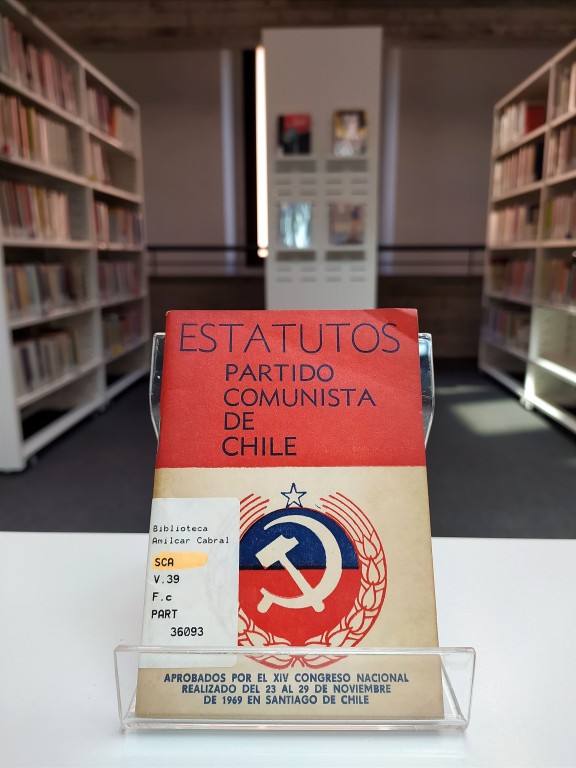 ESTATUTOS
PARTIDO
COMUNISTA
DE
CHILE
Biblioteca
Amilcar Cabral
SCA
V.39
F.c
PART
36093
APROBADOS POR EL XIV CONGRESO NACIONAL
REALIZADO DEL 23 AL 29 DE NOVIEMBRE
DE 1969 EN SANTIAGO DE CHILE